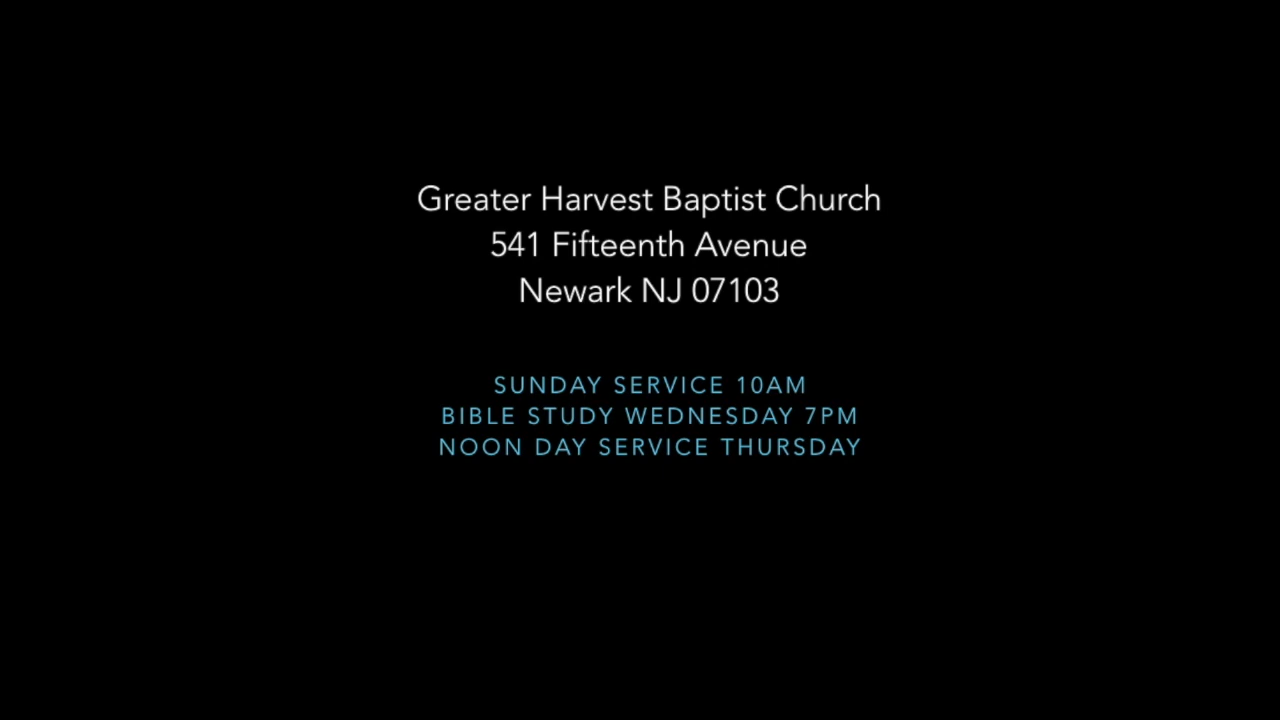 Greater Harvest Baptist Church
541 Fifteenth Avenue
Newark NJ 07103
SUNDAY SERVICE 10AM
BIBLE STUDY WEDNESDAY 7PM
NOON DAY SERVICE THURSDAY